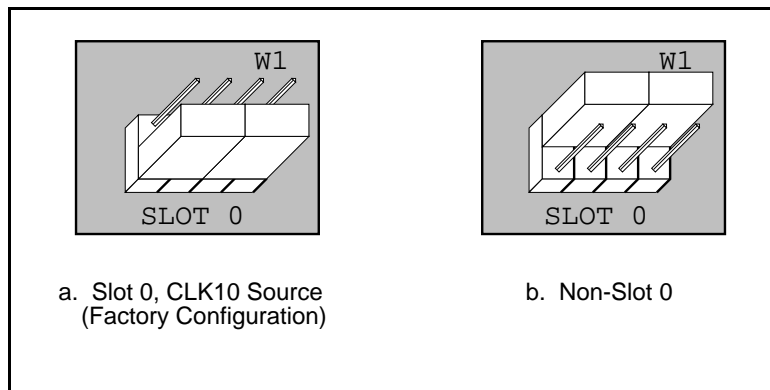 W1
SLOT 0
a. Slot 0, CLK10 Source
(Factory Configuration)
W1
SLOT 0
b. Non-Slot 0